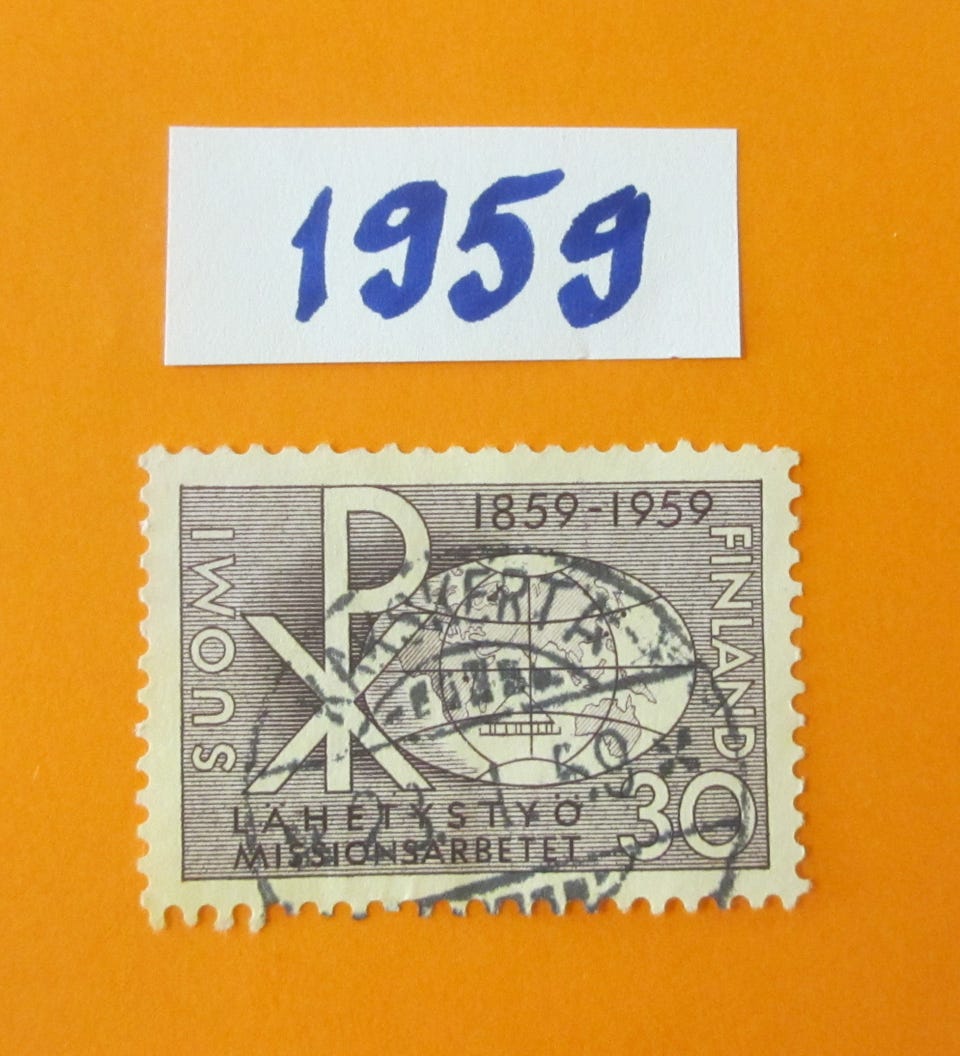 1959
1859-1959
SUOMI
FINLAND
LÄHETYSTYÖ
MISSIONSARBETET
30